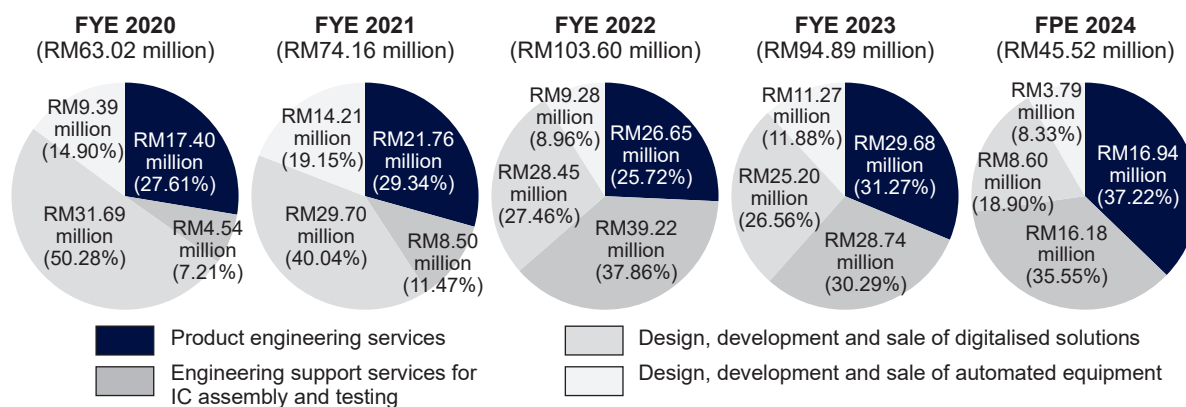 FYE 2020
(RM63.02 million)
RM9.39
million
(14.90%)
RM17.40
million
(27.61%)
RM31.69
million
(50.28%)
RM4.54
million
(7.21%)
FYE 2021
(RM74.16 million)
RM14.21
million
(19.15%)
RM21.76
million
(29.34%)
RM29.70
million
(40.04%)
RM8.50
million
(11.47%)
FYE 2022
(RM103.60 million)
RM9.28
million
(8.96%)
RM26.65
million
(25.72%)
RM28.45
million
(27.46%)
RM39.22
million
(37.86%)
FYE 2023
(RM94.89 million)
RM11.27
million
(11.88%)
RM29.68
million
(31.27%)
RM25.20
million
(26.56%)
RM28.74
million
(30.29%)
FPE 2024
(RM45.52 million)
RM3.79
million
(8.33%)
RM16.94
million
(37.22%)
RM8.60
million
(18.90%)
RM16.18
million
(35.55%)
Product engineering services
Engineering support services for
IC assembly and testing
Design, development and sale of digitalised solutions
Design, development and sale of automated equipment